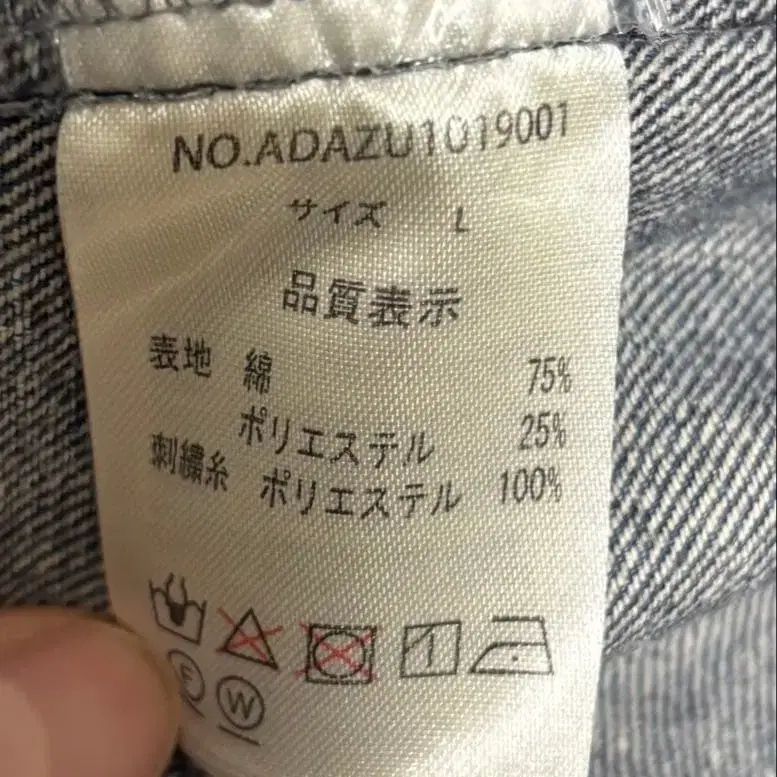 NO.ADAZU1019001
サイズ L
品質表示
表地 綿 75%
ポリエステル 25%
刺繍糸 ポリエステル 100%
F W